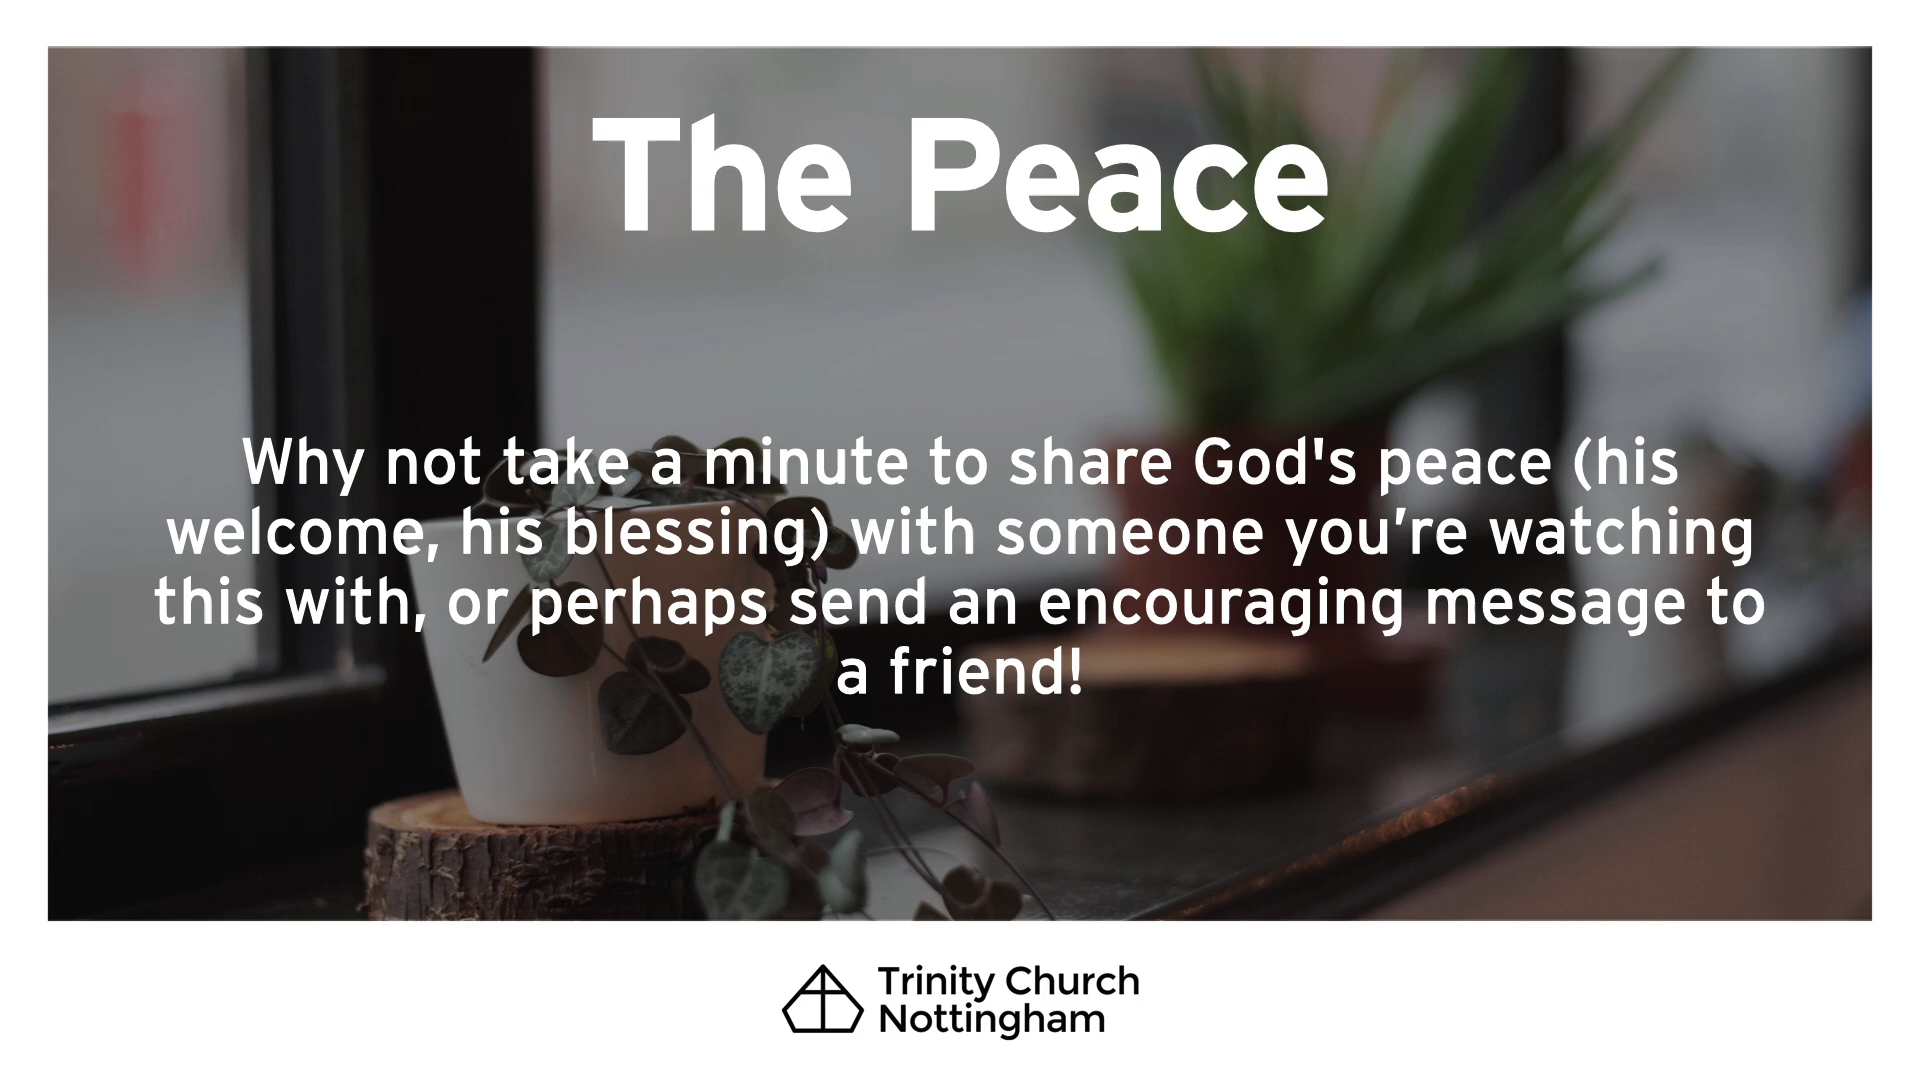 The Peace
Why not take a minute to share God's peace (his
welcome, his blessing) with someone you’re watching
this with, or perhaps send an encouraging message to
a friend!
Trinity Church
Nottingham